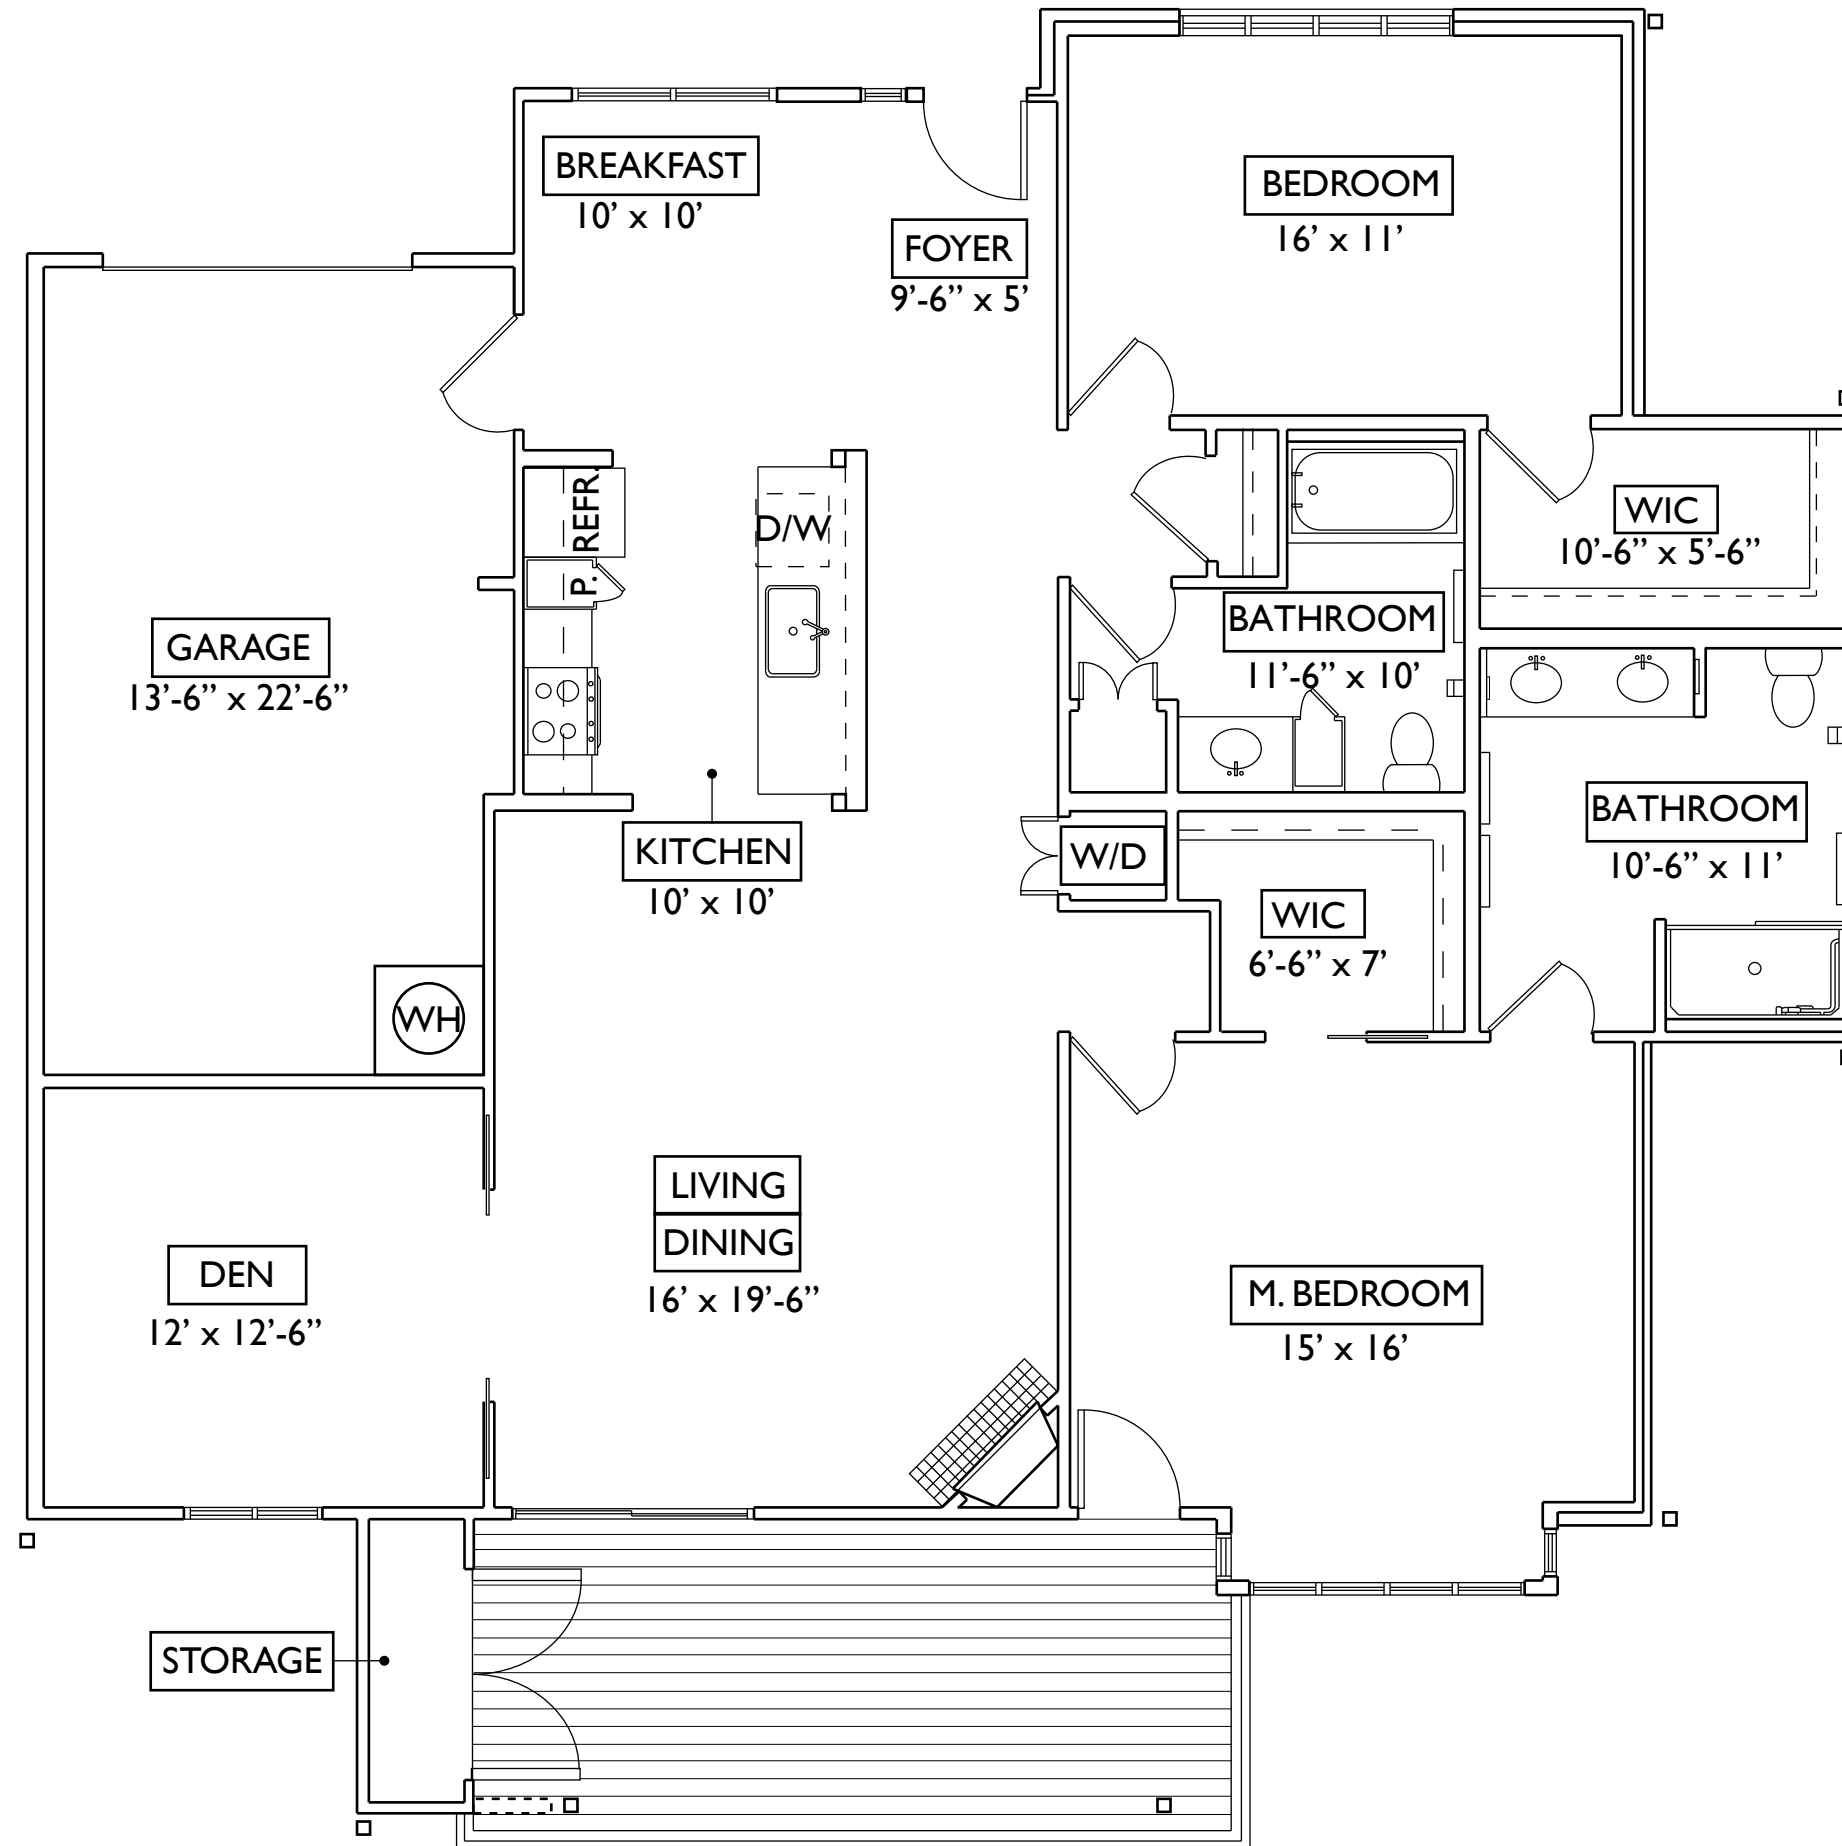 BREAKFAST
10’ x 10’
BEDROOM
16’ x 11’
FOYER
9’-6” x 5’
REFR.
D/W
WIC
10’-6” x 5’-6”
P.
BATHROOM
11’-6” x 10’
GARAGE
13’-6” x 22’-6”
BATHROOM
10’-6” x 11’
KITCHEN
10’ x 10’
W/D
WIC
6’-6” x 7’
WH
LIVING
DINING
16’ x 19’-6”
DEN
12’ x 12’-6”
M. BEDROOM
15’ x 16’
STORAGE